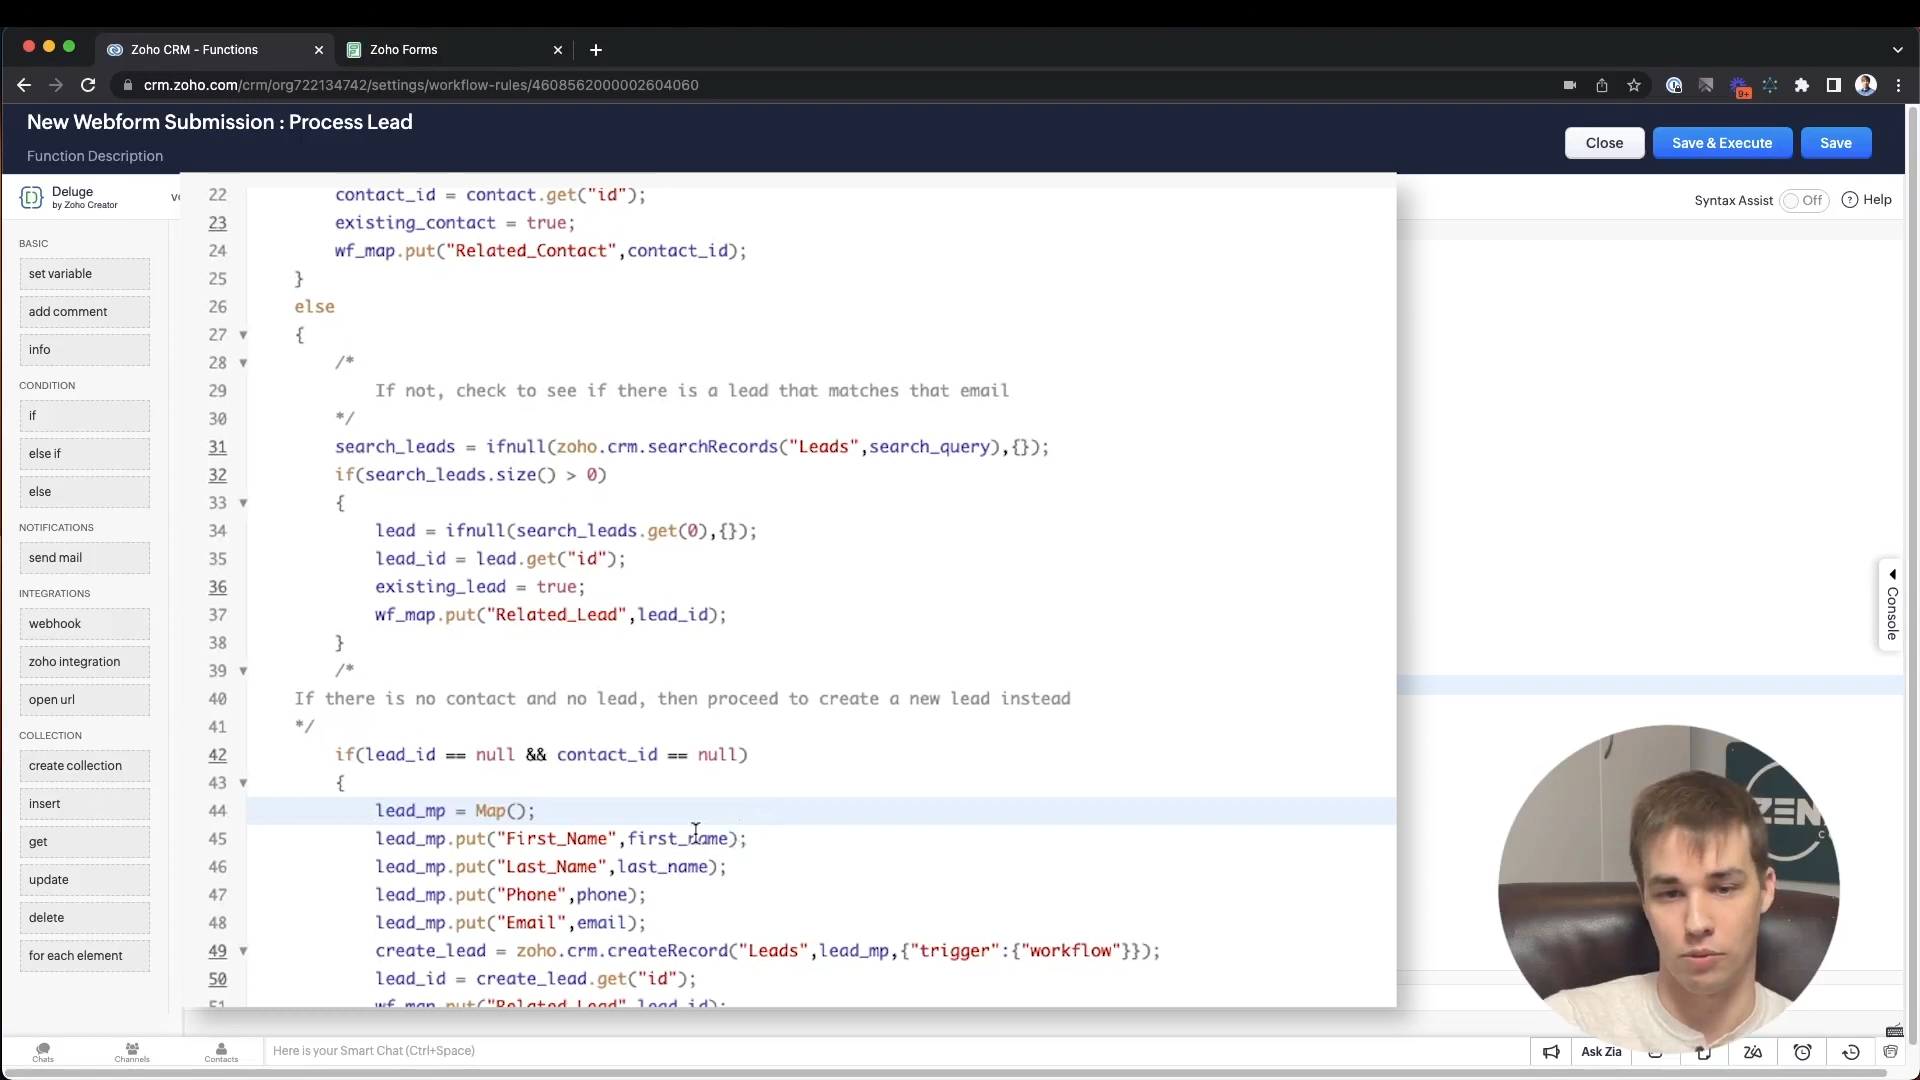 Zoho CRM - Functions
Zoho Forms
crm.zoho.com/crm/org722134742/settings/workflow-rules/4608562000002604060
9+
New Webform Submission : Process Lead
Function Description
Close
Save & Execute
Save
Deluge
by Zoho Creator
Syntax Assist
Off
Help
BASIC
set variable
add comment
info
CONDITION
if
else if
else
NOTIFICATIONS
send mail
INTEGRATIONS
webhook
zoho integration
open url
COLLECTION
create collection
insert
get
update
delete
for each element
22 contact_id = contact.get("id");
23 existing_contact = true;
24 wf_map.put("Related_Contact",contact_id);
25 }
26 else
27 {
28 /*
29 If not, check to see if there is a lead that matches that email
30 */
31 search_leads = ifnull(zoho.crm.searchRecords("Leads",search_query),{});
32 if(search_leads.size() > 0)
33 {
34 lead = ifnull(search_leads.get(0),{});
35 lead_id = lead.get("id");
36 existing_lead = true;
37 wf_map.put("Related_Lead",lead_id);
38 }
39 /*
40 If there is no contact and no lead, then proceed to create a new lead instead
41 */
42 if(lead_id == null && contact_id == null)
43 {
44 lead_mp = Map();
45 lead_mp.put("First_Name",first_name);
46 lead_mp.put("Last_Name",last_name);
47 lead_mp.put("Phone",phone);
48 lead_mp.put("Email",email);
49 create_lead = zoho.crm.createRecord("Leads",lead_mp,{"trigger":{"workflow"}});
50 lead_id = create_lead.get("id");
51 wf_map.put("Related_Lead",lead_id);
Console
Chats
Channels
Contacts
Here is your Smart Chat (Ctrl+Space)
Ask Zia